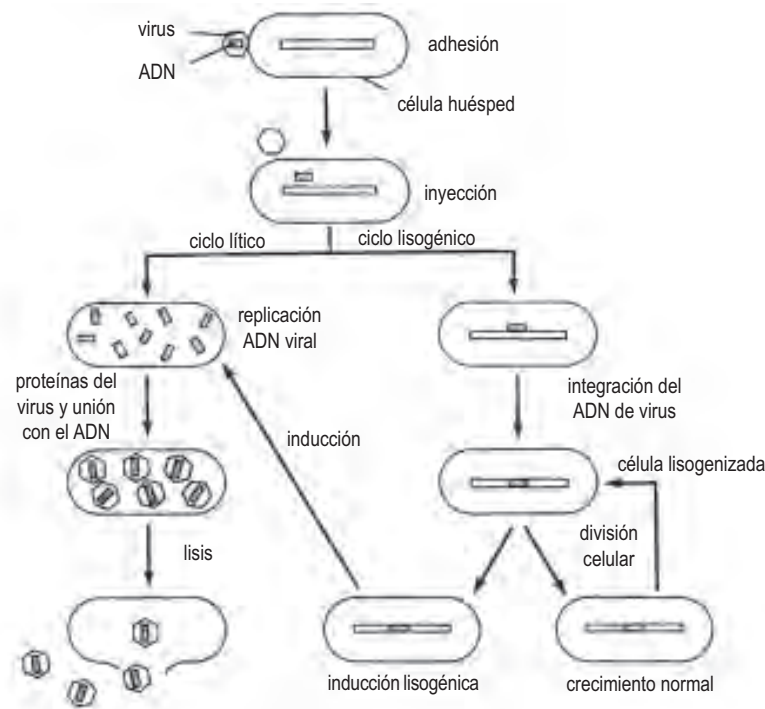 virus
ADN
adhesión
célula huésped
inyección
ciclo lítico
ciclo lisogénico
replicación
ADN viral
proteínas del
virus y unión
con el ADN
inducción
integración del
ADN de virus
célula lisogenizada
división
celular
lisis
inducción lisogénica
crecimiento normal